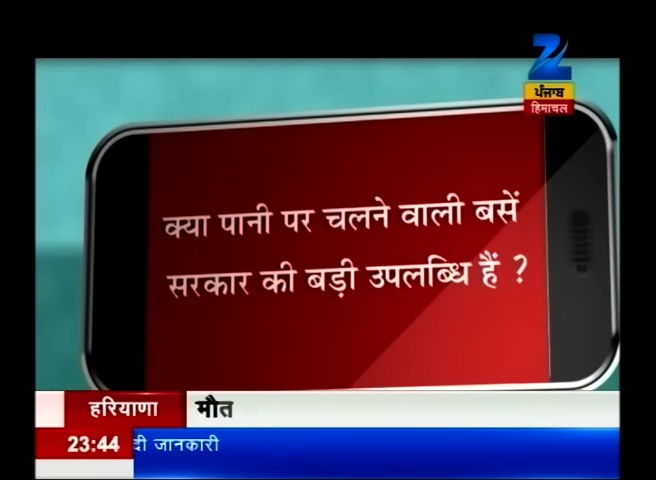 ਪੰਜਾਬ
हिमाचल
क्या पानी पर चलने वाली बसें
सरकार की बड़ी उपलब्धि हैं ?
हरियाणा
मौत
23:44
दी जानकारी